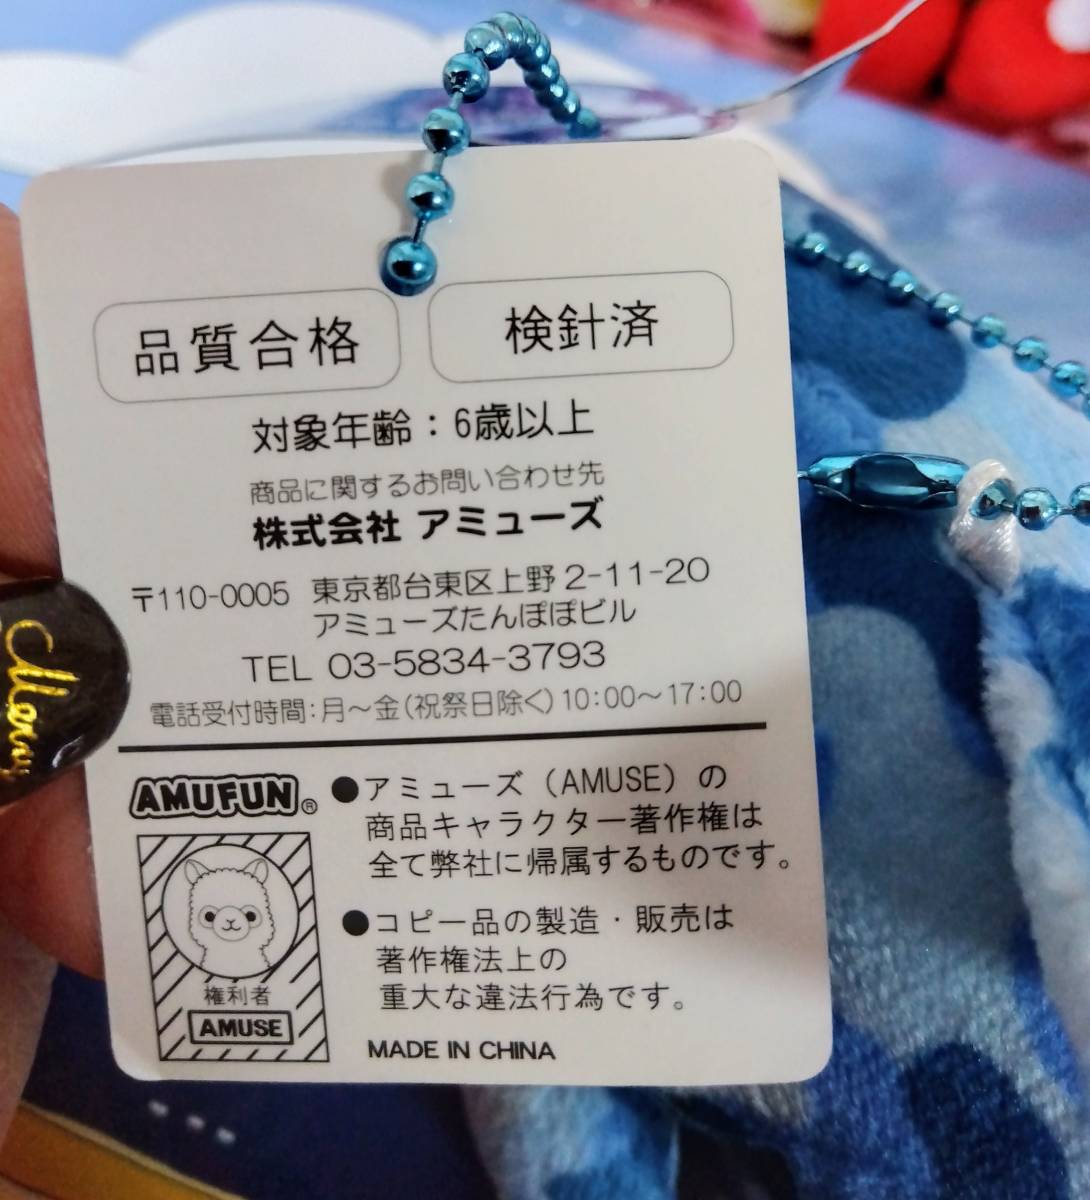 品質合格 検針済
対象年齢：6歳以上
商品に関するお問い合わせ先
株式会社 アミューズ
〒110-0005 東京都台東区上野2-11-20
アミューズたんぽぽビル
TEL 03-5834-3793
電話受付時間：月～金（祝祭日除く）10：00～17：00
AMUFUN®
●アミューズ（AMUSE）の
商品キャラクター著作権は
全て弊社に帰属するものです。
●コピー品の製造・販売は
著作権法上の
重大な違法行為です。
権利者
AMUSE
MADE IN CHINA